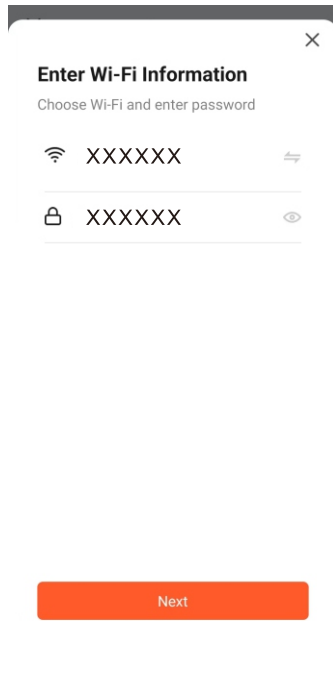 Enter Wi-Fi Information
Choose Wi-Fi and enter password
XXXXXX
XXXXXX
Next